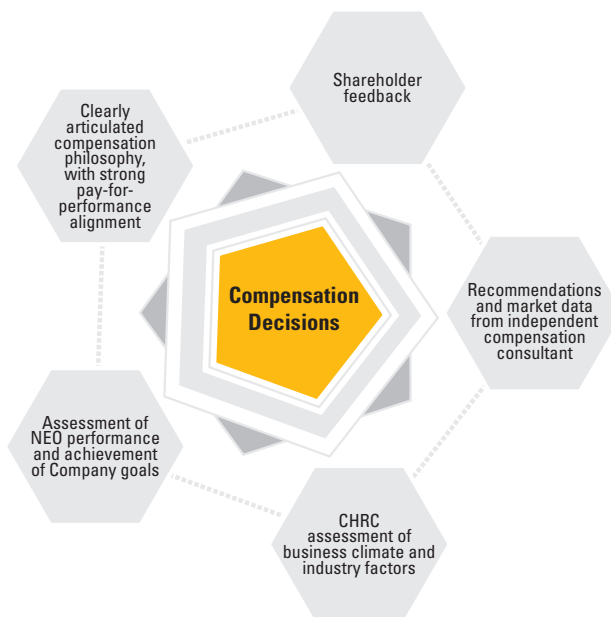 Shareholder
feedback
Clearly
articulated
compensation
philosophy,
with strong
pay-for-
performance
alignment
Compensation
Decisions
Recommendations
and market data
from independent
compensation
consultant
Assessment of
NEO performance
and achievement
of Company goals
CHRC
assessment of
business climate and
industry factors